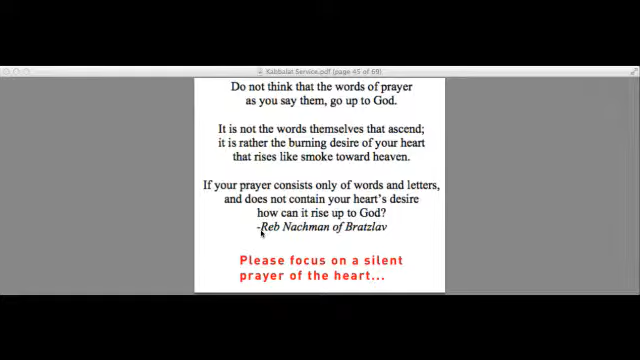 Kabbalat Service.pdf (page 45 of 69)
Do not think that the words of prayer
as you say them, go up to God.
It is not the words themselves that ascend;
it is rather the burning desire of your heart
that rises like smoke toward heaven.
If your prayer consists only of words and letters,
and does not contain your heart's desire
how can it rise up to God?
-Reb Nachman of Bratzlav
Please focus on a silent
prayer of the heart...